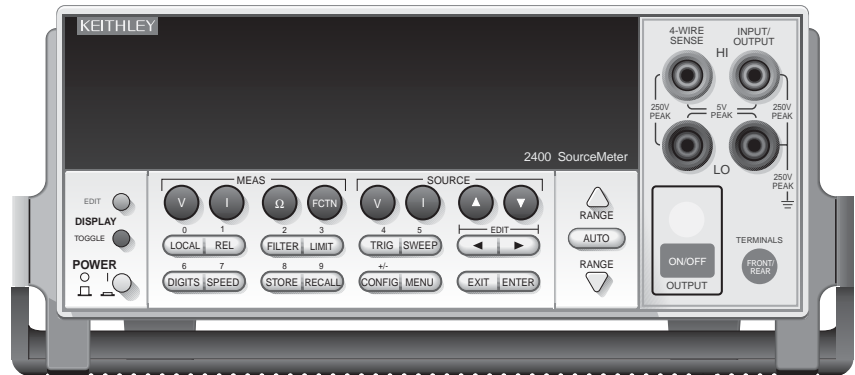 KEITHLEY
2400 SourceMeter
4-WIRE SENSE
INPUT/
OUTPUT
HI
250V
PEAK
5V
PEAK
250V
PEAK
LO
250V
PEAK
MEAS
SOURCE
EDIT
DISPLAY
TOGGLE
POWER
V I Ω FCTN
V I
0 1 2 3 4 5
EDIT
LOCAL REL FILTER LIMIT TRIG SWEEP
6 7 8 9 +/-
DIGITS SPEED STORE RECALL CONFIG MENU EXIT ENTER
RANGE
AUTO
RANGE
ON/OFF
OUTPUT
TERMINALS
FRONT/
REAR